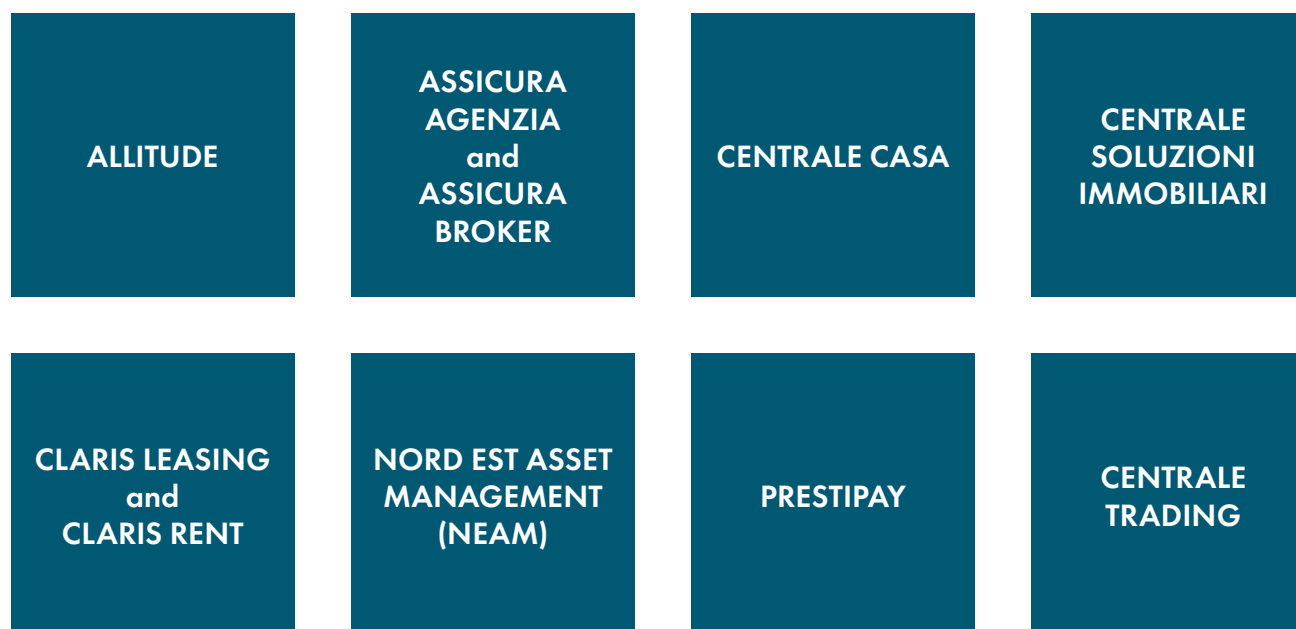 ALLITUDE
ASSICURA
AGENZIA
and
ASSICURA
BROKER
CENTRALE CASA
CENTRALE
SOLUZIONI
IMMOBILIARI
CLARIS LEASING
and
CLARIS RENT
NORD EST ASSET
MANAGEMENT
(NEAM)
PRESTIPAY
CENTRALE
TRADING